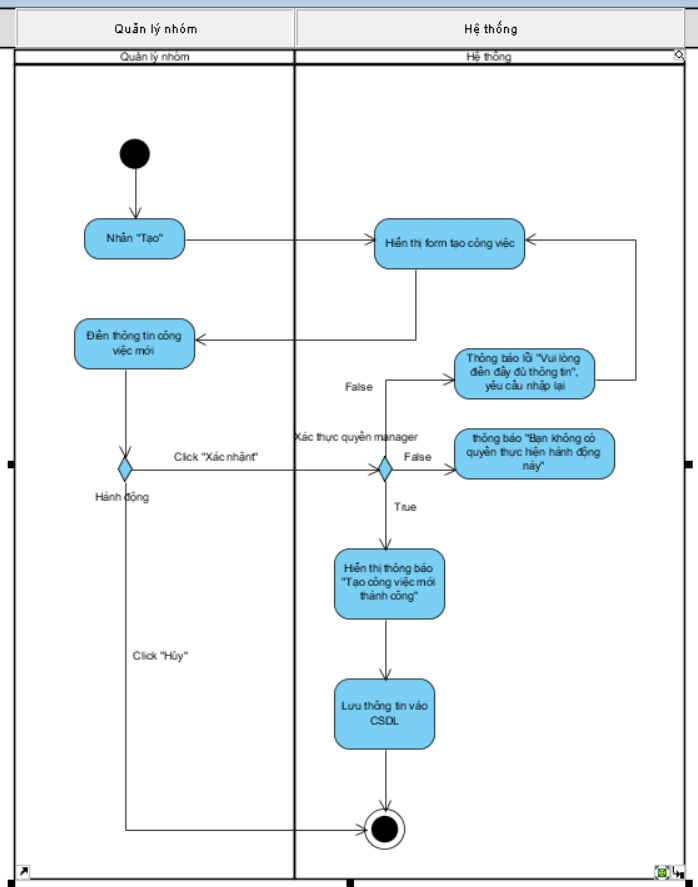 Quản lý nhóm
Hệ thống
Quản lý nhóm
Hệ thống
Nhấn "Tạo"
Hiển thị form tạo công việc
Điền thông tin công
việc mới
Thông báo lỗi "Vui lòng
điền đầy đủ thông tin",
yêu cầu nhập lại
False
Xác thực quyền manager
thông báo "Bạn không có
quyền thực hiện hành động
này"
Click "Xác nhậnt"
False
Hành động
True
Hiển thị thông báo
"Tạo công việc mới
thành công"
Click "Hủy"
Lưu thông tin vào
CSDL